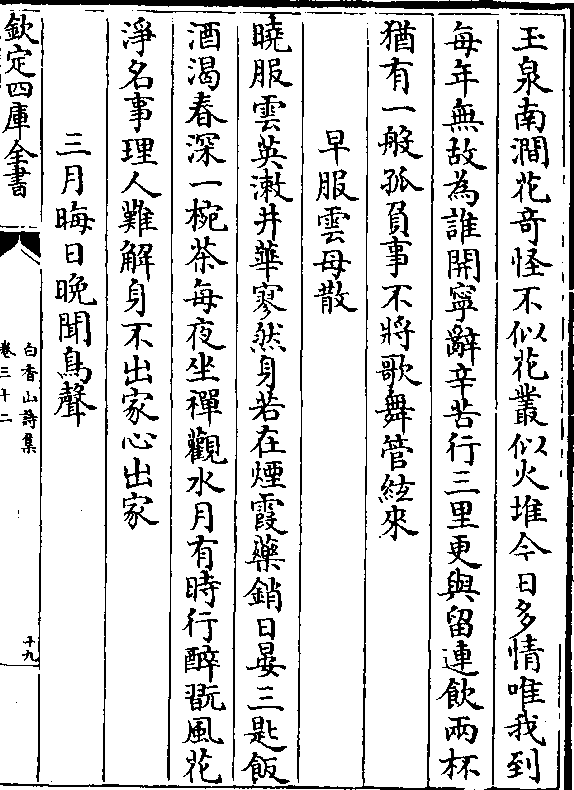 玉泉南澗花奇怪不似花叢似火堆今日多情唯我到
每年無故為誰開寧辭辛苦行三里更與留連飲兩杯
猶有一般孤負事不將歌舞管絃來
早服雲母散
曉服雲英漱井華寥然身若在煙霞藥銷日晏三匙飯
酒渴春深一椀茶每夜坐禪觀水月有時行醉翫風花
淨名事理人難解身不出家心出家
三月晦日晚聞鳥聲
欽定四庫全書
白香山詩集
卷三十二
十九